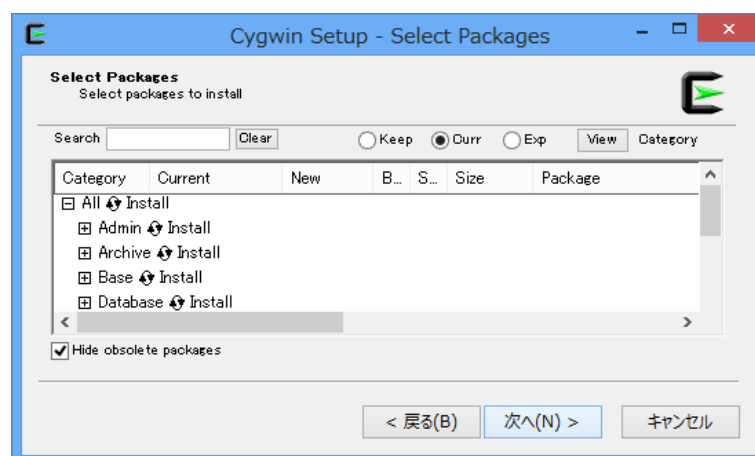 Cygwin Setup - Select Packages
Select Packages
Select packages to install
Search Clear Keep Curr Exp View Category
Category Current New B... S... Size Package
All Install
Admin Install
Archive Install
Base Install
Database Install
Hide obsolete packages
< 戻る(B) 次へ(N) > キャンセル